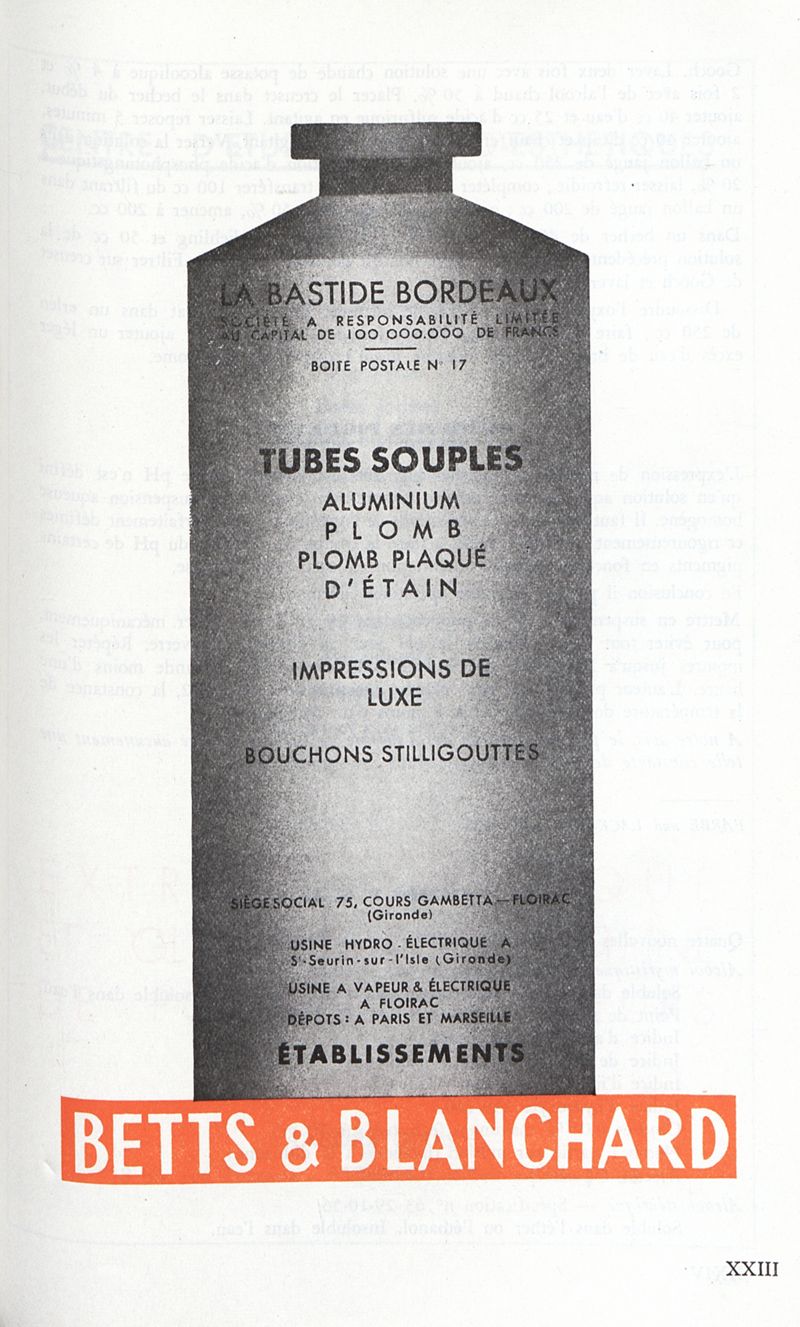 LA BASTIDE BORDEAUX
SOCIÉTÉ A RESPONSABILITÉ LIMITÉE
AU CAPITAL DE 100 000.000 DE FRANCS
BOITE POSTALE N° 17
TUBES SOUPLES
ALUMINIUM
PLOMB
PLOMB PLAQUÉ
D'ÉTAIN
IMPRESSIONS DE
LUXE
BOUCHONS STILLIGOUTTES
SIÈGE SOCIAL 75, COURS GAMBETTA — FLOIRAC
(Gironde)
USINE HYDRO-ÉLECTRIQUE A
St-Seurin-sur-l'Isle (Gironde)
USINE A VAPEUR & ÉLECTRIQUE
A FLOIRAC
DÉPOTS : A PARIS ET MARSEILLE
ÉTABLISSEMENTS
BETTS & BLANCHARD
XXIII